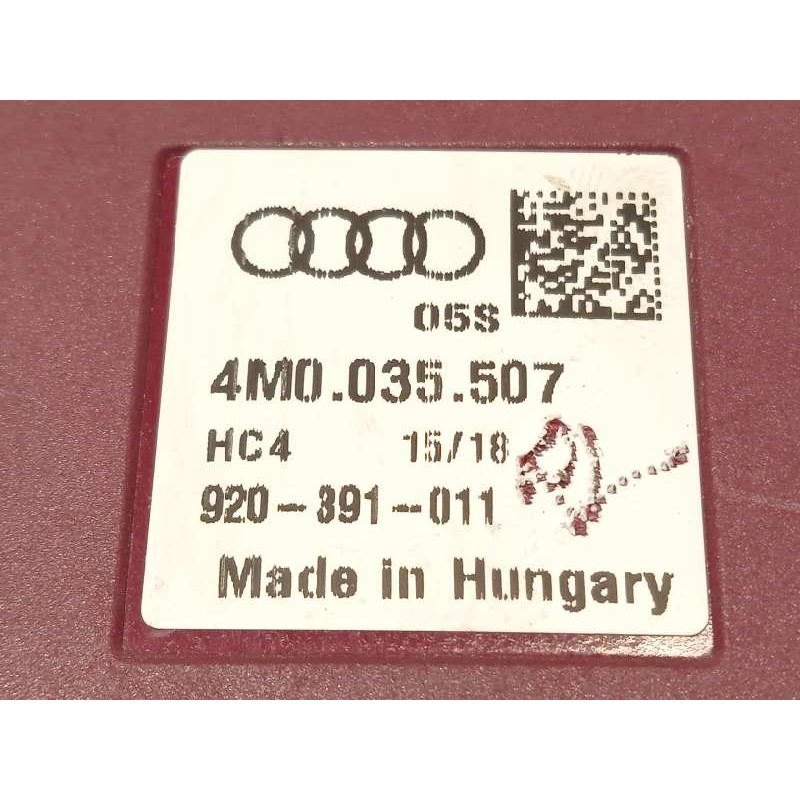 05S
4M0.035.507
HC4 15/18
920-391-011
Made in Hungary